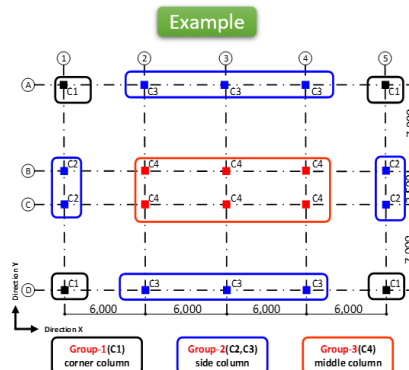 Example
1 2 3 4 5
A
C1 C3 C3 C3 C1
B
C2 C4 C4 C4 C2
C
C2 C4 C4 C4 C2
D
C1 C3 C3 C3 C1
6,000 6,000 6,000 6,000
Direction Y
Direction X
Group-1(C1)
corner column
Group-2(C2,C3)
side column
Group-3(C4)
middle column